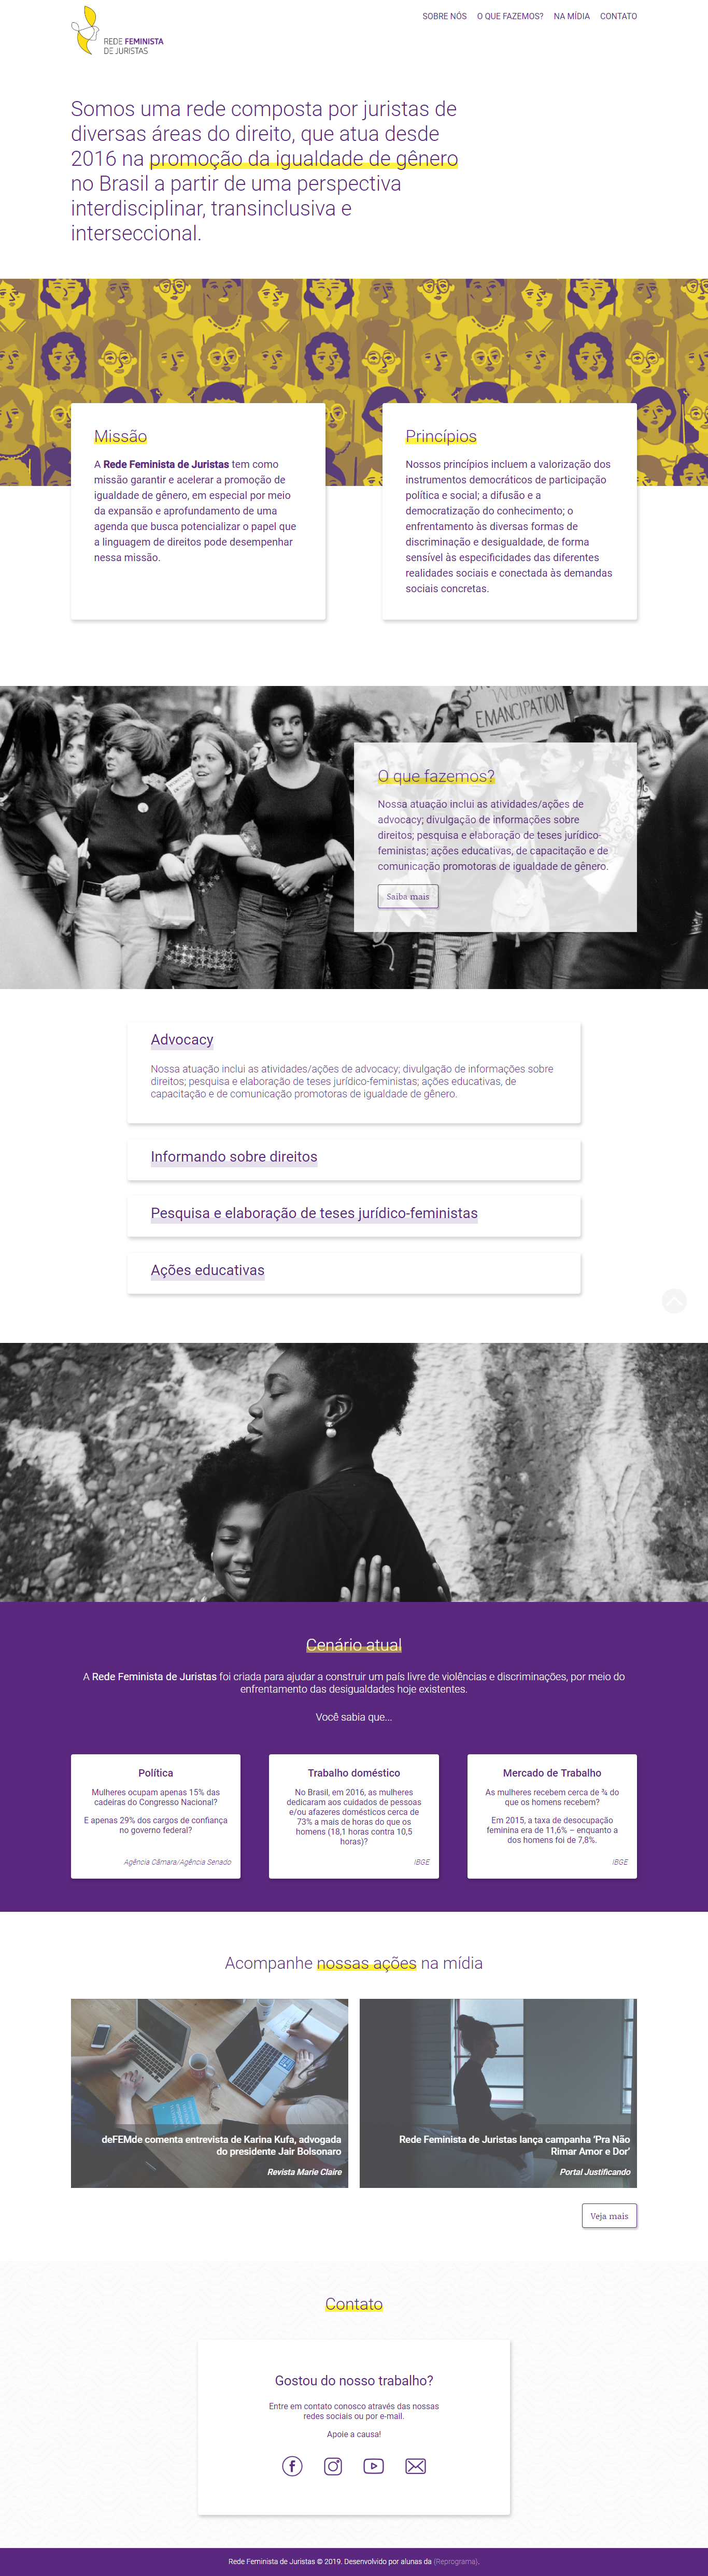 REDE FEMINISTA
DE JURISTAS
SOBRE NÓS O QUE FAZEMOS? NA MÍDIA CONTATO
Somos uma rede composta por juristas de
diversas áreas do direito, que atua desde
2016 na promoção da igualdade de gênero
no Brasil a partir de uma perspectiva
interdisciplinar, transinclusiva e
interseccional.
Missão
A Rede Feminista de Juristas tem como
missão garantir e acelerar a promoção de
igualdade de gênero, em especial por meio
da expansão e aprofundamento de uma
agenda que busca potencializar o papel que
a linguagem de direitos pode desempenhar
nessa missão.
Princípios
Nossos princípios incluem a valorização dos
instrumentos democráticos de participação
política e social; a difusão e a
democratização do conhecimento; o
enfrentamento às diversas formas de
discriminação e desigualdade, de forma
sensível às especificidades das diferentes
realidades sociais e conectada às demandas
sociais concretas.
EMANCIPATION
O que fazemos?
Nossa atuação inclui as atividades/ações de
advocacy; divulgação de informações sobre
direitos; pesquisa e elaboração de teses jurídico-
feministas; ações educativas, de capacitação e de
comunicação promotoras de igualdade de gênero.
Saiba mais
Advocacy
Nossa atuação inclui as atividades/ações de advocacy; divulgação de informações sobre
direitos; pesquisa e elaboração de teses jurídico-feministas; ações educativas, de
capacitação e de comunicação promotoras de igualdade de gênero.
Informando sobre direitos
Pesquisa e elaboração de teses jurídico-feministas
Ações educativas
Cenário atual
A Rede Feminista de Juristas foi criada para ajudar a construir um país livre de violências e discriminações, por meio do
enfrentamento das desigualdades hoje existentes.
Você sabia que...
Política
Mulheres ocupam apenas 15% das
cadeiras do Congresso Nacional?
E apenas 29% dos cargos de confiança
no governo federal?
Agência Câmara/Agência Senado
Trabalho doméstico
No Brasil, em 2016, as mulheres
dedicaram aos cuidados de pessoas
e/ou afazeres domésticos cerca de
73% a mais de horas do que os
homens (18,1 horas contra 10,5
horas)?
IBGE
Mercado de Trabalho
As mulheres recebem cerca de ¾ do
que os homens recebem?
Em 2015, a taxa de desocupação
feminina era de 11,6% – enquanto a
dos homens foi de 7,8%.
IBGE
Acompanhe nossas ações na mídia
deFEMde comenta entrevista de Karina Kufa, advogada
do presidente Jair Bolsonaro
Revista Marie Claire
Rede Feminista de Juristas lança campanha 'Pra Não
Rimar Amor e Dor'
Portal Justificando
Veja mais
Contato
Gostou do nosso trabalho?
Entre em contato conosco através das nossas
redes sociais ou por e-mail.
Apoie a causa!
Rede Feminista de Juristas © 2019. Desenvolvido por alunas da {Reprograma}.